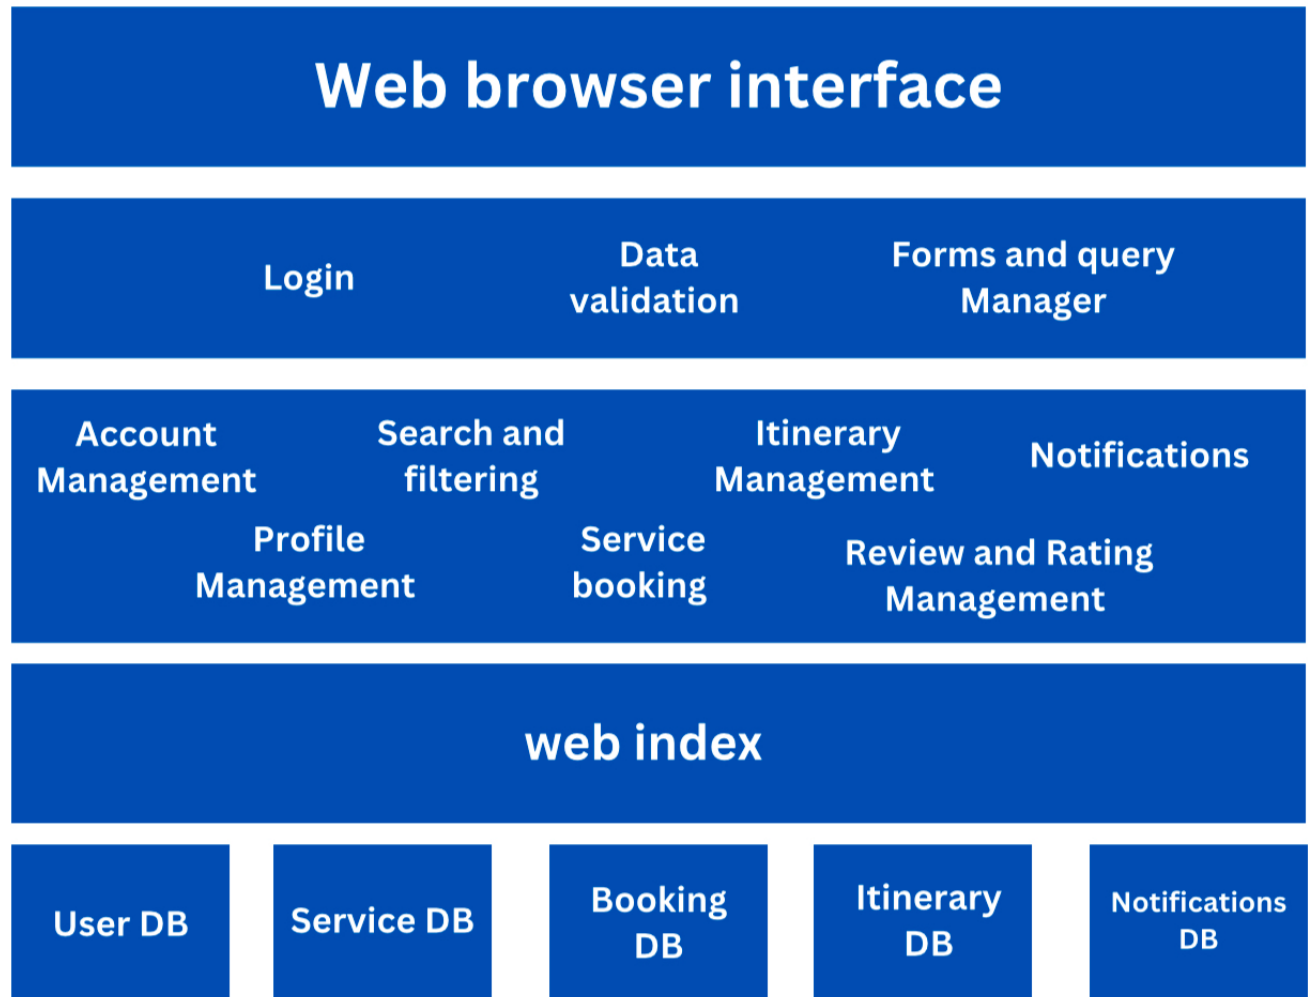 Web browser interface
Login
Data
validation
Forms and query
Manager
Account
Management
Search and
filtering
Itinerary
Management
Notifications
Profile
Management
Service
booking
Review and Rating
Management
web index
User DB
Service DB
Booking
DB
Itinerary
DB
Notifications
DB